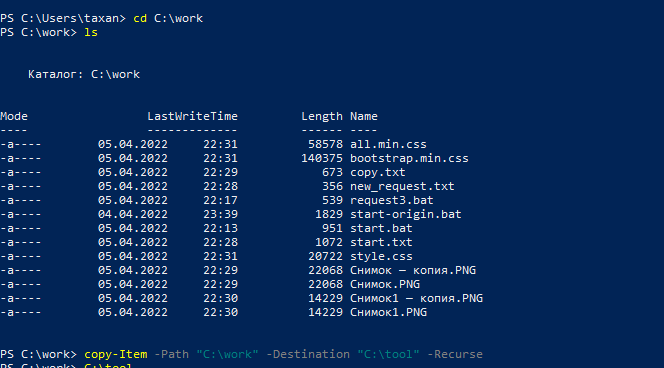 PS C:\Users\taxan> cd C:\work
PS C:\work> ls
Каталог: C:\work
Mode LastWriteTime Length Name
---- ------------- ------ ----
-a---- 05.04.2022 22:31 58578 all.min.css
-a---- 05.04.2022 22:31 140375 bootstrap.min.css
-a---- 05.04.2022 22:29 673 copy.txt
-a---- 05.04.2022 22:28 356 new_request.txt
-a---- 05.04.2022 22:17 539 request3.bat
-a---- 04.04.2022 23:39 1829 start-origin.bat
-a---- 05.04.2022 22:13 951 start.bat
-a---- 05.04.2022 22:28 1072 start.txt
-a---- 05.04.2022 22:31 20722 style.css
-a---- 05.04.2022 22:29 22068 Снимок — копия.PNG
-a---- 05.04.2022 22:29 22068 Снимок.PNG
-a---- 05.04.2022 22:30 14229 Снимок1 — копия.PNG
-a---- 05.04.2022 22:30 14229 Снимок1.PNG
PS C:\work> copy-Item -Path "C:\work" -Destination "C:\tool" -Recurse
PS C:\work> C:\tool